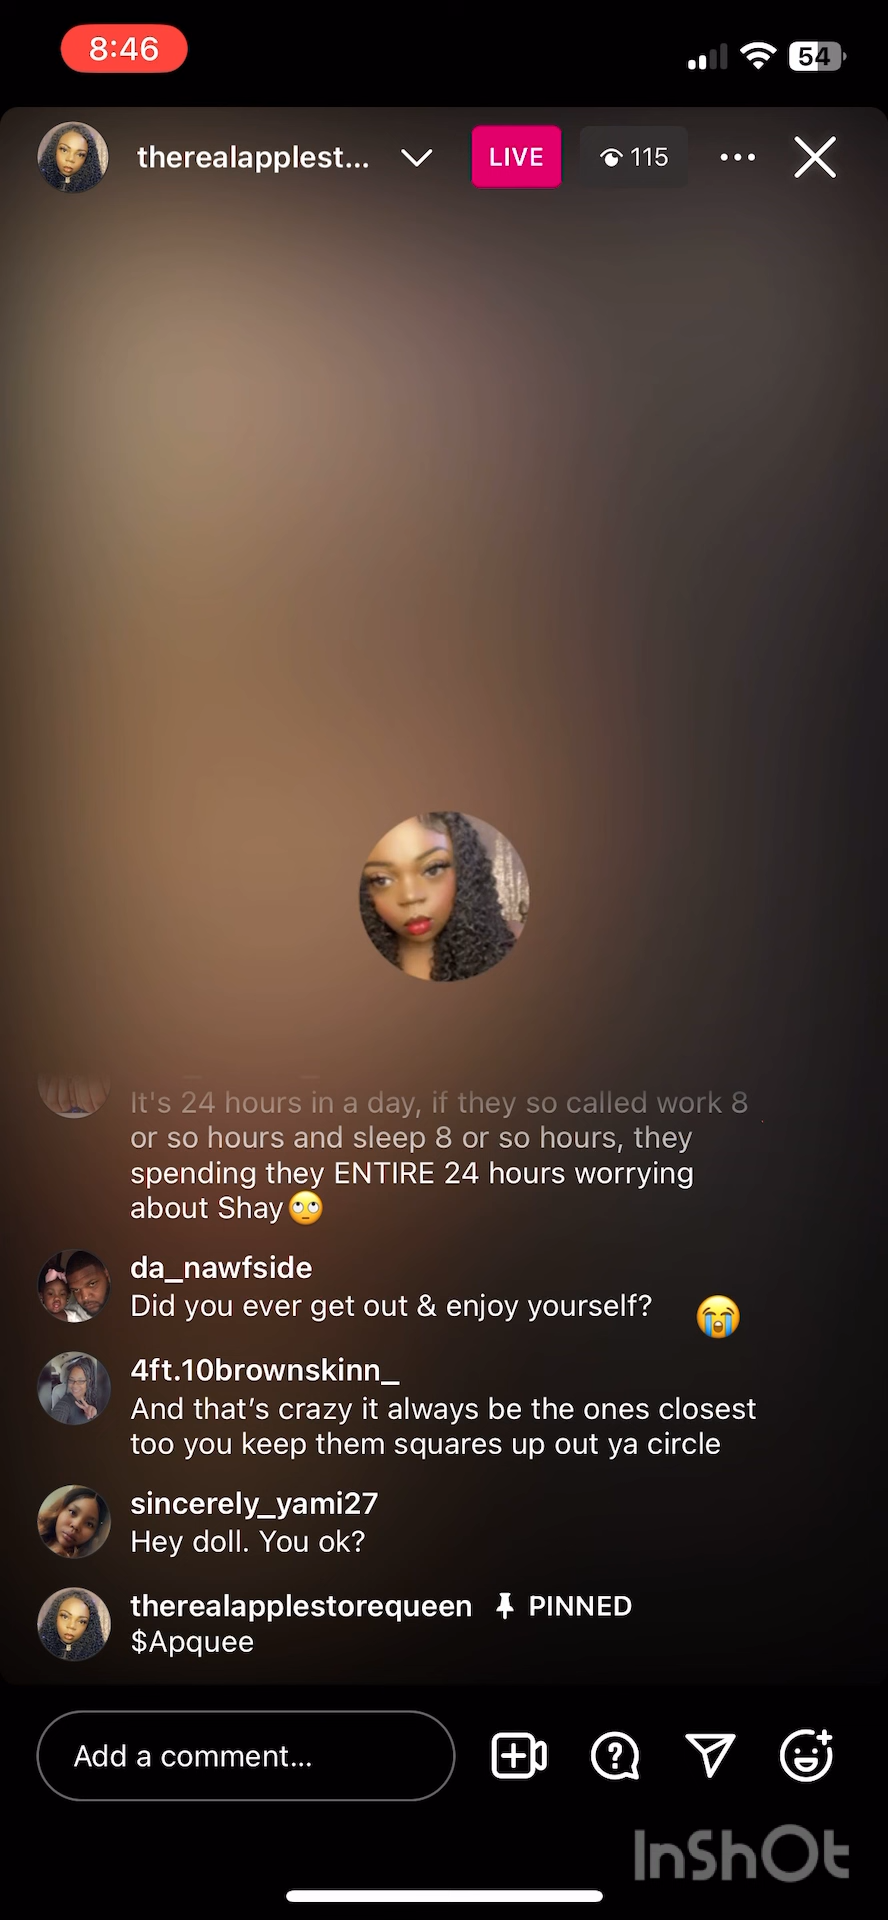 8:46
54
therealapplest...
LIVE
115
It's 24 hours in a day, if they so called work 8
or so hours and sleep 8 or so hours, they
spending they ENTIRE 24 hours worrying
about Shay🙄
da_nawfside
Did you ever get out & enjoy yourself?
😭
4ft.10brownskinn_
And that’s crazy it always be the ones closest
too you keep them squares up out ya circle
sincerely_yami27
Hey doll. You ok?
therealapplestorequeen PINNED
$Apquee
Add a comment...
InShOt